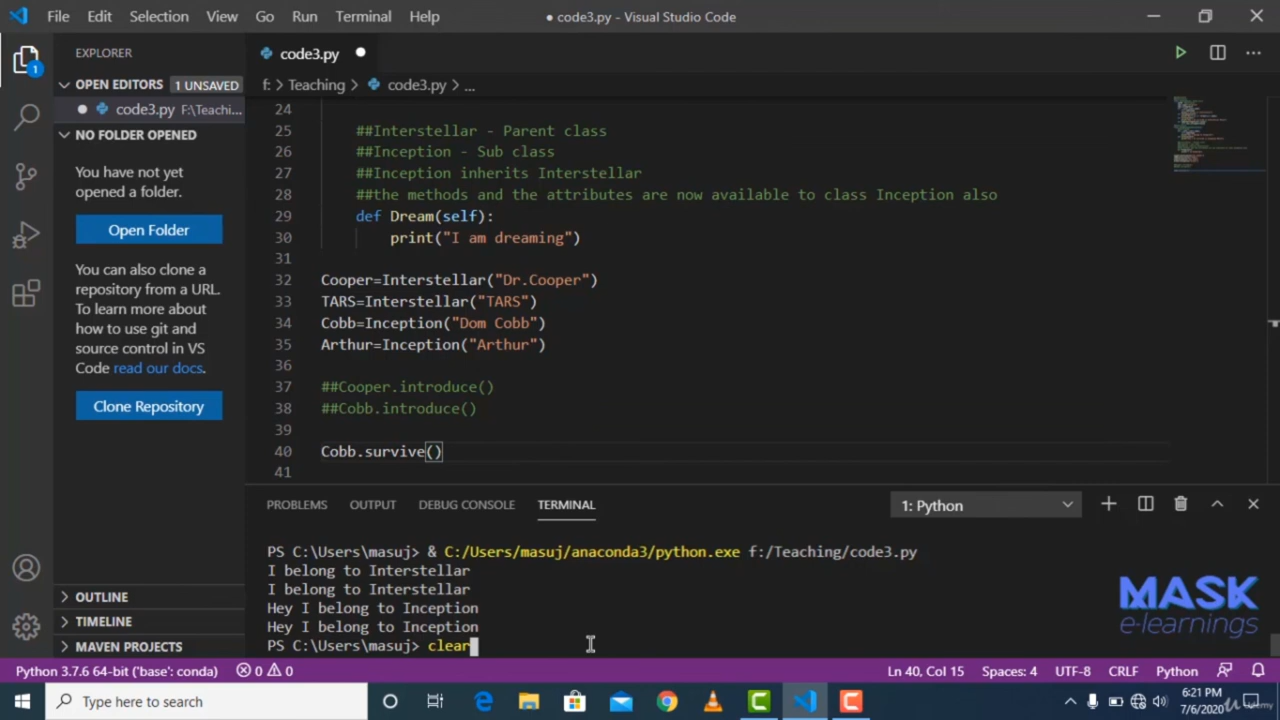 File Edit Selection View Go Run Terminal Help
● code3.py - Visual Studio Code
EXPLORER
OPEN EDITORS 1 UNSAVED
code3.py F:\Teachi...
NO FOLDER OPENED
You have not yet
opened a folder.
Open Folder
You can also clone a
repository from a URL.
To learn more about
how to use git and
source control in VS
Code read our docs.
Clone Repository
OUTLINE
TIMELINE
MAVEN PROJECTS
1
code3.py
f: > Teaching > code3.py > ...
24
25 ##Interstellar - Parent class
26 ##Inception - Sub class
27 ##Inception inherits Interstellar
28 ##the methods and the attributes are now available to class Inception also
29 def Dream(self):
30 print("I am dreaming")
31
32 Cooper=Interstellar("Dr.Cooper")
33 TARS=Interstellar("TARS")
34 Cobb=Inception("Dom Cobb")
35 Arthur=Inception("Arthur")
36
37 ##Cooper.introduce()
38 ##Cobb.introduce()
39
40 Cobb.survive()
41
PROBLEMS OUTPUT DEBUG CONSOLE TERMINAL
1: Python
PS C:\Users\masuj> & C:/Users/masuj/anaconda3/python.exe f:/Teaching/code3.py
I belong to Interstellar
I belong to Interstellar
Hey I belong to Inception
Hey I belong to Inception
PS C:\Users\masuj> clear
MASK
e-learnings
Python 3.7.6 64-bit ('base': conda) 0 0 Ln 40, Col 15 Spaces: 4 UTF-8 CRLF Python
Type here to search
6:21 PM
7/6/2020
Udemy